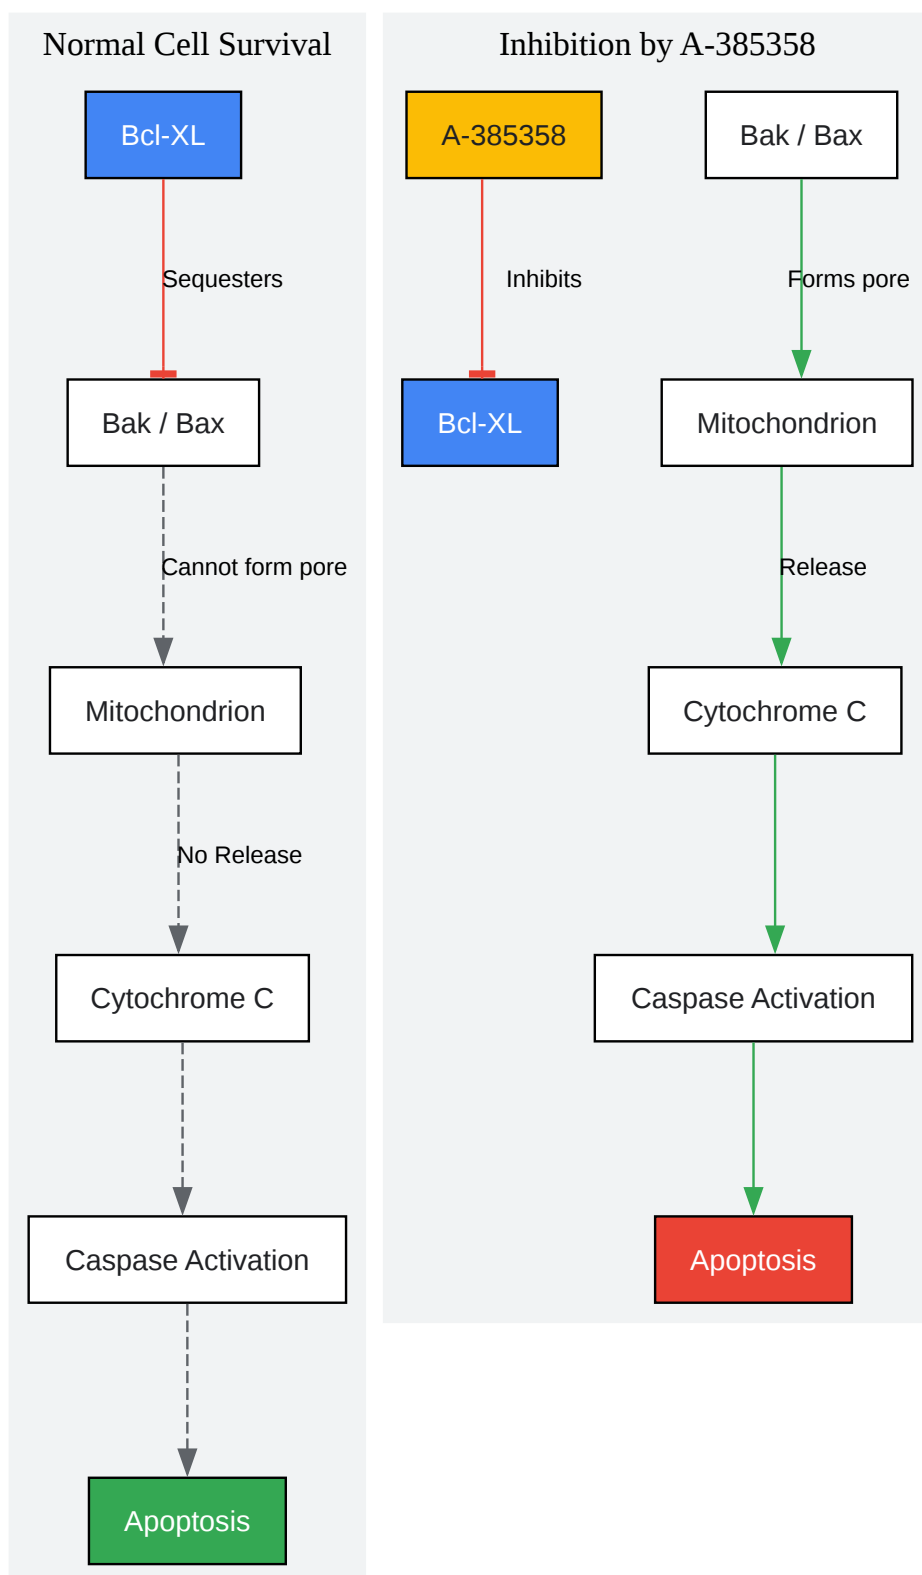 Normal Cell Survival
Bcl-XL
Sequesters
Bak / Bax
Cannot form pore
Mitochondrion
No Release
Cytochrome C
Caspase Activation
Apoptosis
Inhibition by A-385358
A-385358
Inhibits
Bcl-XL
Bak / Bax
Forms pore
Mitochondrion
Release
Cytochrome C
Caspase Activation
Apoptosis